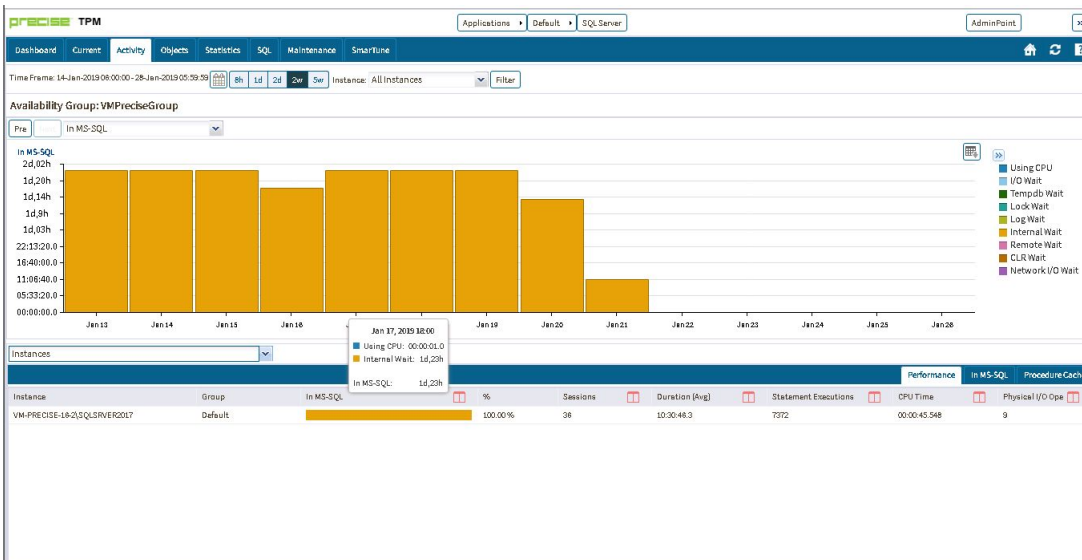 precise TPM Applications Default SQLServer AdminPoint
Dashboard Current Activity Objects Statistics SQL Maintenance SmarTune
Time Frame: 14-Jan-2019 06:00:00 - 28-Jan-2019 05:59:59 8h 1d 2d 2w 5w Instance: All Instances Filter
Availability Group: VMPreciseGroup
Pre In MS-SQL
In MS-SQL
2d,02h
1d,20h
1d,14h
1d,9h
1d,03h
22:13:20.0
16:40:00.0
11:06:40.0
05:33:20.0
00:00:00.0
Using CPU
I/O Wait
Tempdb Wait
Lock Wait
Log Wait
Internal Wait
Remote Wait
CLR Wait
Network I/O Wait
Jan 13 Jan 14 Jan 15 Jan 16 Jan 19 Jan 20 Jan 21 Jan 22 Jan 23 Jan 24 Jan 25 Jan 26
Jan 17, 2019 18:00
Using CPU: 00:00:01.0
Internal Wait: 1d,23h
In MS-SQL: 1d,23h
Instances
Performance In MS-SQL Procedure Cach
Instance Group In MS-SQL % Sessions Duration (Avg) Statement Executions CPU Time Physical I/O Ope
VM-PRECISE-16-2\SQLSRVER2017 Default 100.00 % 36 10:30:46.3 7372 00:00:45.548 9